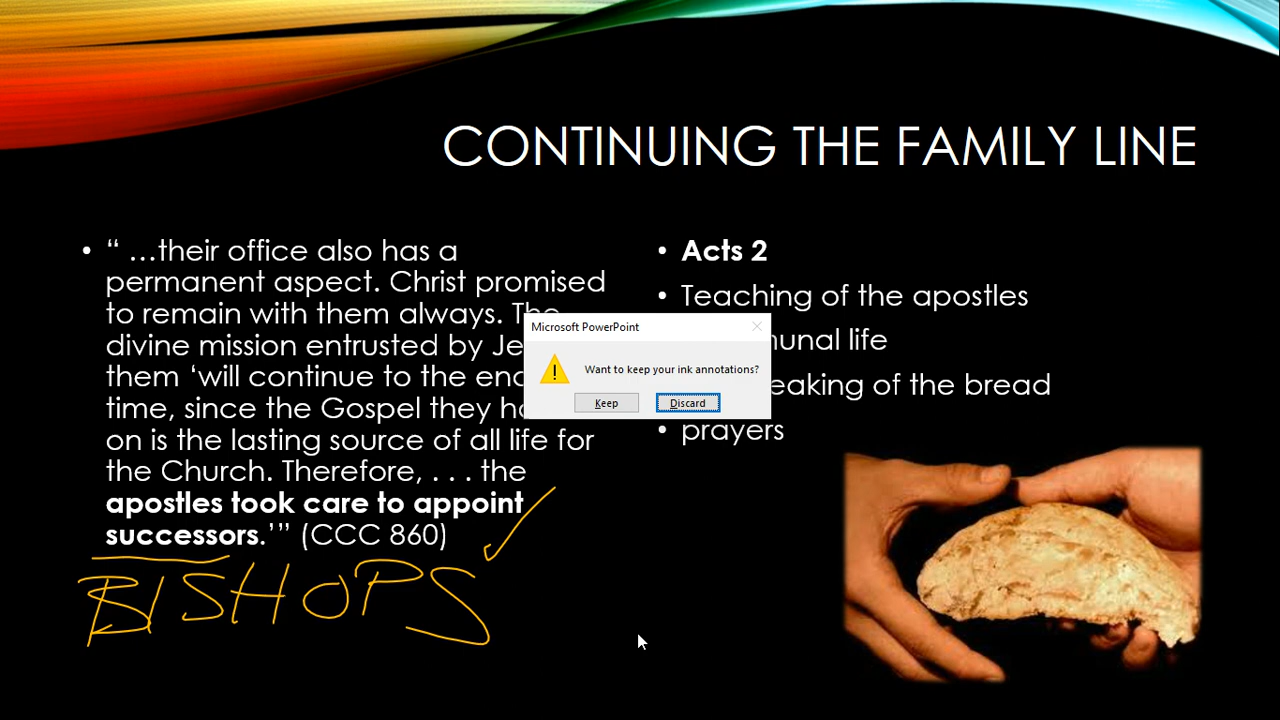 CONTINUING THE FAMILY LINE
• “ …their office also has a
permanent aspect. Christ promised
to remain with them always. The
divine mission entrusted by Je
them ‘will continue to the en
time, since the Gospel they h
on is the lasting source of all life for
the Church. Therefore, . . . the
apostles took care to appoint
successors.’” (CCC 860)
BISHOPS
• Acts 2
• Teaching of the apostles
munal life
eaking of the bread
• prayers
Microsoft PowerPoint
Want to keep your ink annotations?
Keep
Discard